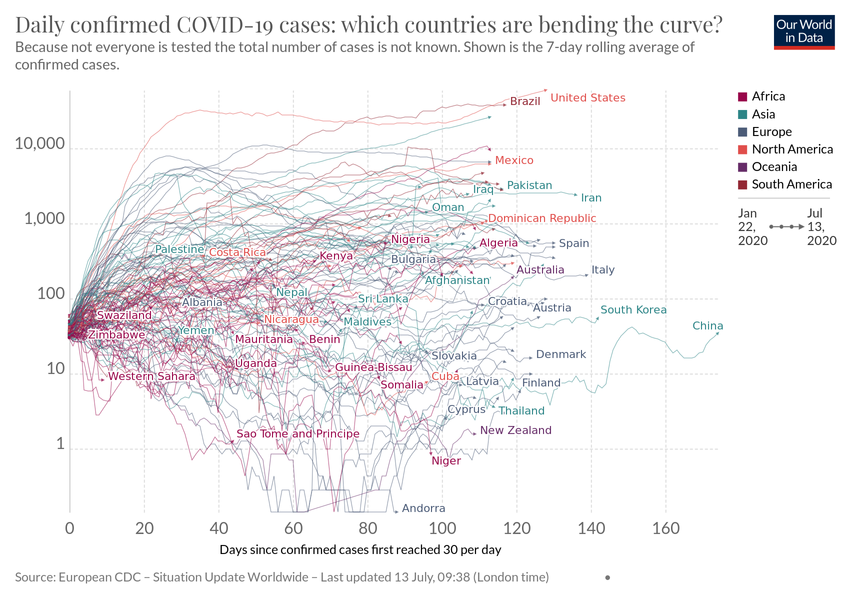 Daily confirmed COVID-19 cases: which countries are bending the curve?
Because not everyone is tested the total number of cases is not known. Shown is the 7-day rolling average of
confirmed cases.
Our World
in Data
Africa
Asia
Europe
North America
Oceania
South America
Jan
22,
2020
Jul
13,
2020
10,000
1,000
100
10
1
United States
Brazil
Mexico
Iraq
Pakistan
Iran
Oman
Dominican Republic
Nigeria
Algeria
Spain
Palestine
Costa Rica
Kenya
Bulgaria
Australia
Italy
Afghanistan
Nepal
Albania
Sri Lanka
Croatia
Austria
South Korea
Swaziland
Nicaragua
Maldives
China
Yemen
Zimbabwe
Mauritania
Benin
Slovakia
Denmark
Uganda
Guinea-Bissau
Western Sahara
Cuba
Latvia
Finland
Somalia
Cyprus
Thailand
Sao Tome and Principe
New Zealand
Niger
Andorra
0
20
40
60
80
100
120
140
160
Days since confirmed cases first reached 30 per day
Source: European CDC – Situation Update Worldwide – Last updated 13 July, 09:38 (London time)